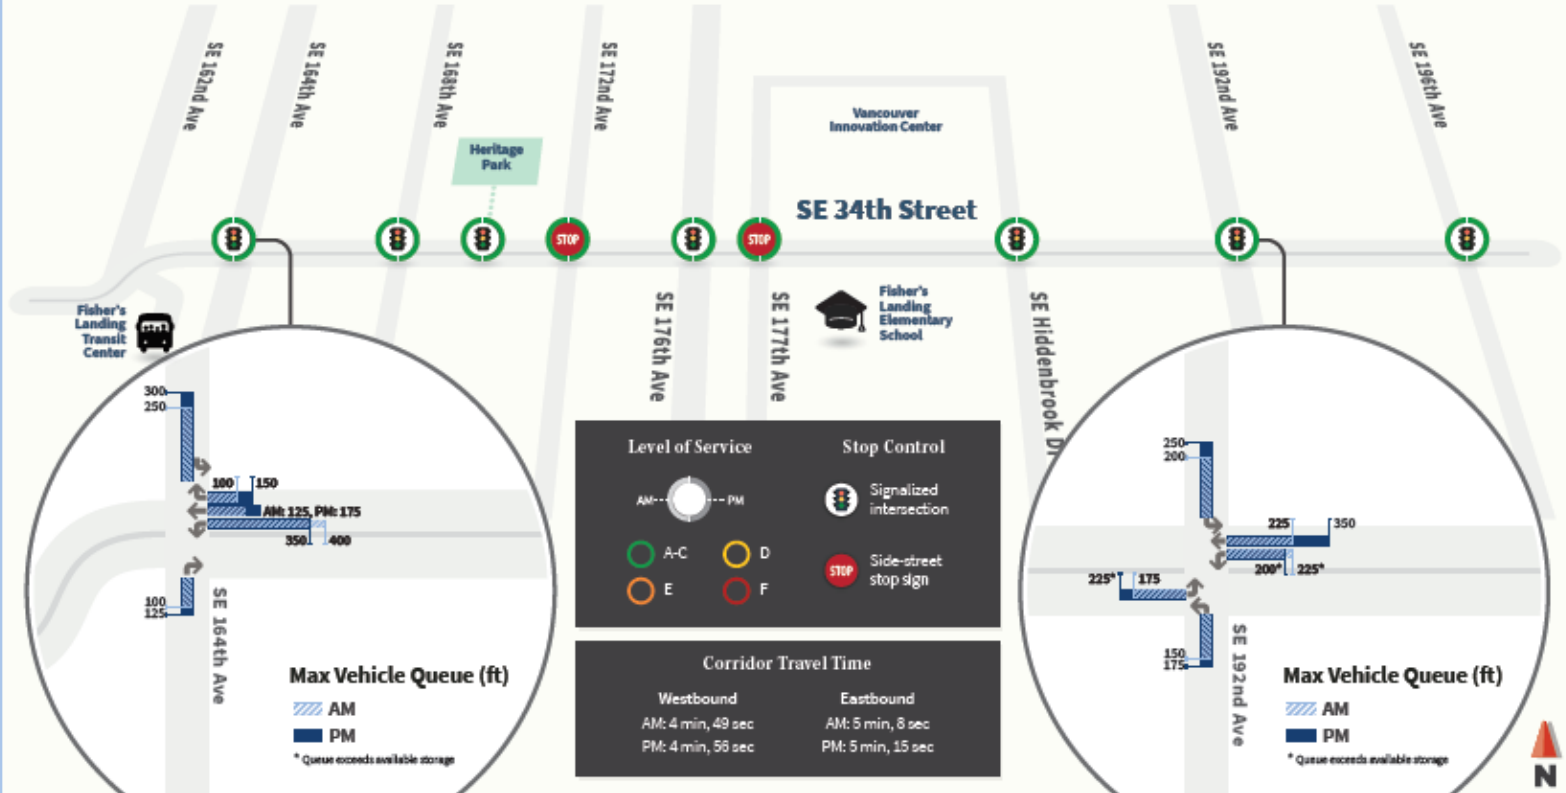 SE 162nd Ave
SE 164th Ave
SE 168th Ave
SE 172nd Ave
SE 192nd Ave
SE 196th Ave
Vancouver
Innovation Center
Heritage
Park
SE 34th Street
STOP
STOP
Fisher's
Landing
Transit
Center
SE 176th Ave
SE 177th Ave
Fisher's
Landing
Elementary
School
SE Hiddenbrook Dr
300
250
100
150
AM: 125, PM: 175
350
400
100
125
SE 164th Ave
Max Vehicle Queue (ft)
AM
PM
* Queue exceeds available storage
Level of Service
AM
PM
A-C
D
E
F
Stop Control
Signalized
intersection
STOP
Side-street
stop sign
Corridor Travel Time
Westbound
AM: 4 min, 49 sec
PM: 4 min, 56 sec
Eastbound
AM: 5 min, 8 sec
PM: 5 min, 15 sec
250
200
225
350
200*
225*
225*
175
150
175
SE 192nd Ave
Max Vehicle Queue (ft)
AM
PM
* Queue exceeds available storage
N